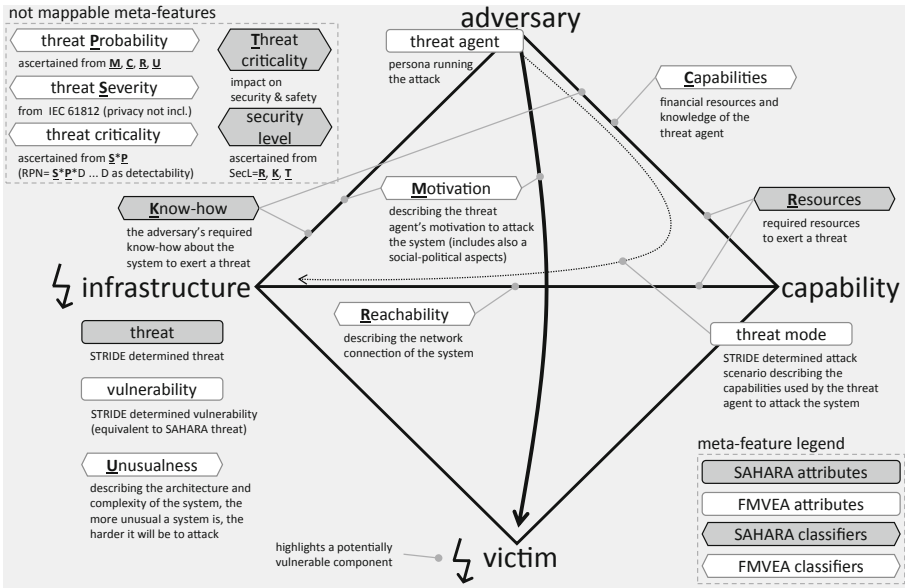 not mappable meta-features
threat Probability
ascertained from M, C, R, U
threat Severity
from IEC 61812 (privacy not incl.)
threat criticality
ascertained from S*P
(RPN= S*P*D ... D as detectability)
Threat
criticality
impact on
security & safety
security
level
ascertained from
SecL=R, K, T
adversary
threat agent
persona running
the attack
Capabilities
financial resources and
knowledge of the
threat agent
Motivation
describing the threat
agent's motivation to attack
the system (includes also a
social-political aspects)
Know-how
the adversary's required
know-how about the
system to exert a threat
Resources
required resources
to exert a threat
infrastructure
capability
Reachability
describing the network
connection of the system
threat mode
STRIDE determined attack
scenario describing the
capabilities used by the threat
agent to attack the system
threat
STRIDE determined threat
vulnerability
STRIDE determined vulnerability
(equivalent to SAHARA threat)
Unusualness
describing the architecture and
complexity of the system, the
more unusual a system is, the
harder it will be to attack
highlights a potentially
vulnerable component
victim
meta-feature legend
SAHARA attributes
FMVEA attributes
SAHARA classifiers
FMVEA classifiers